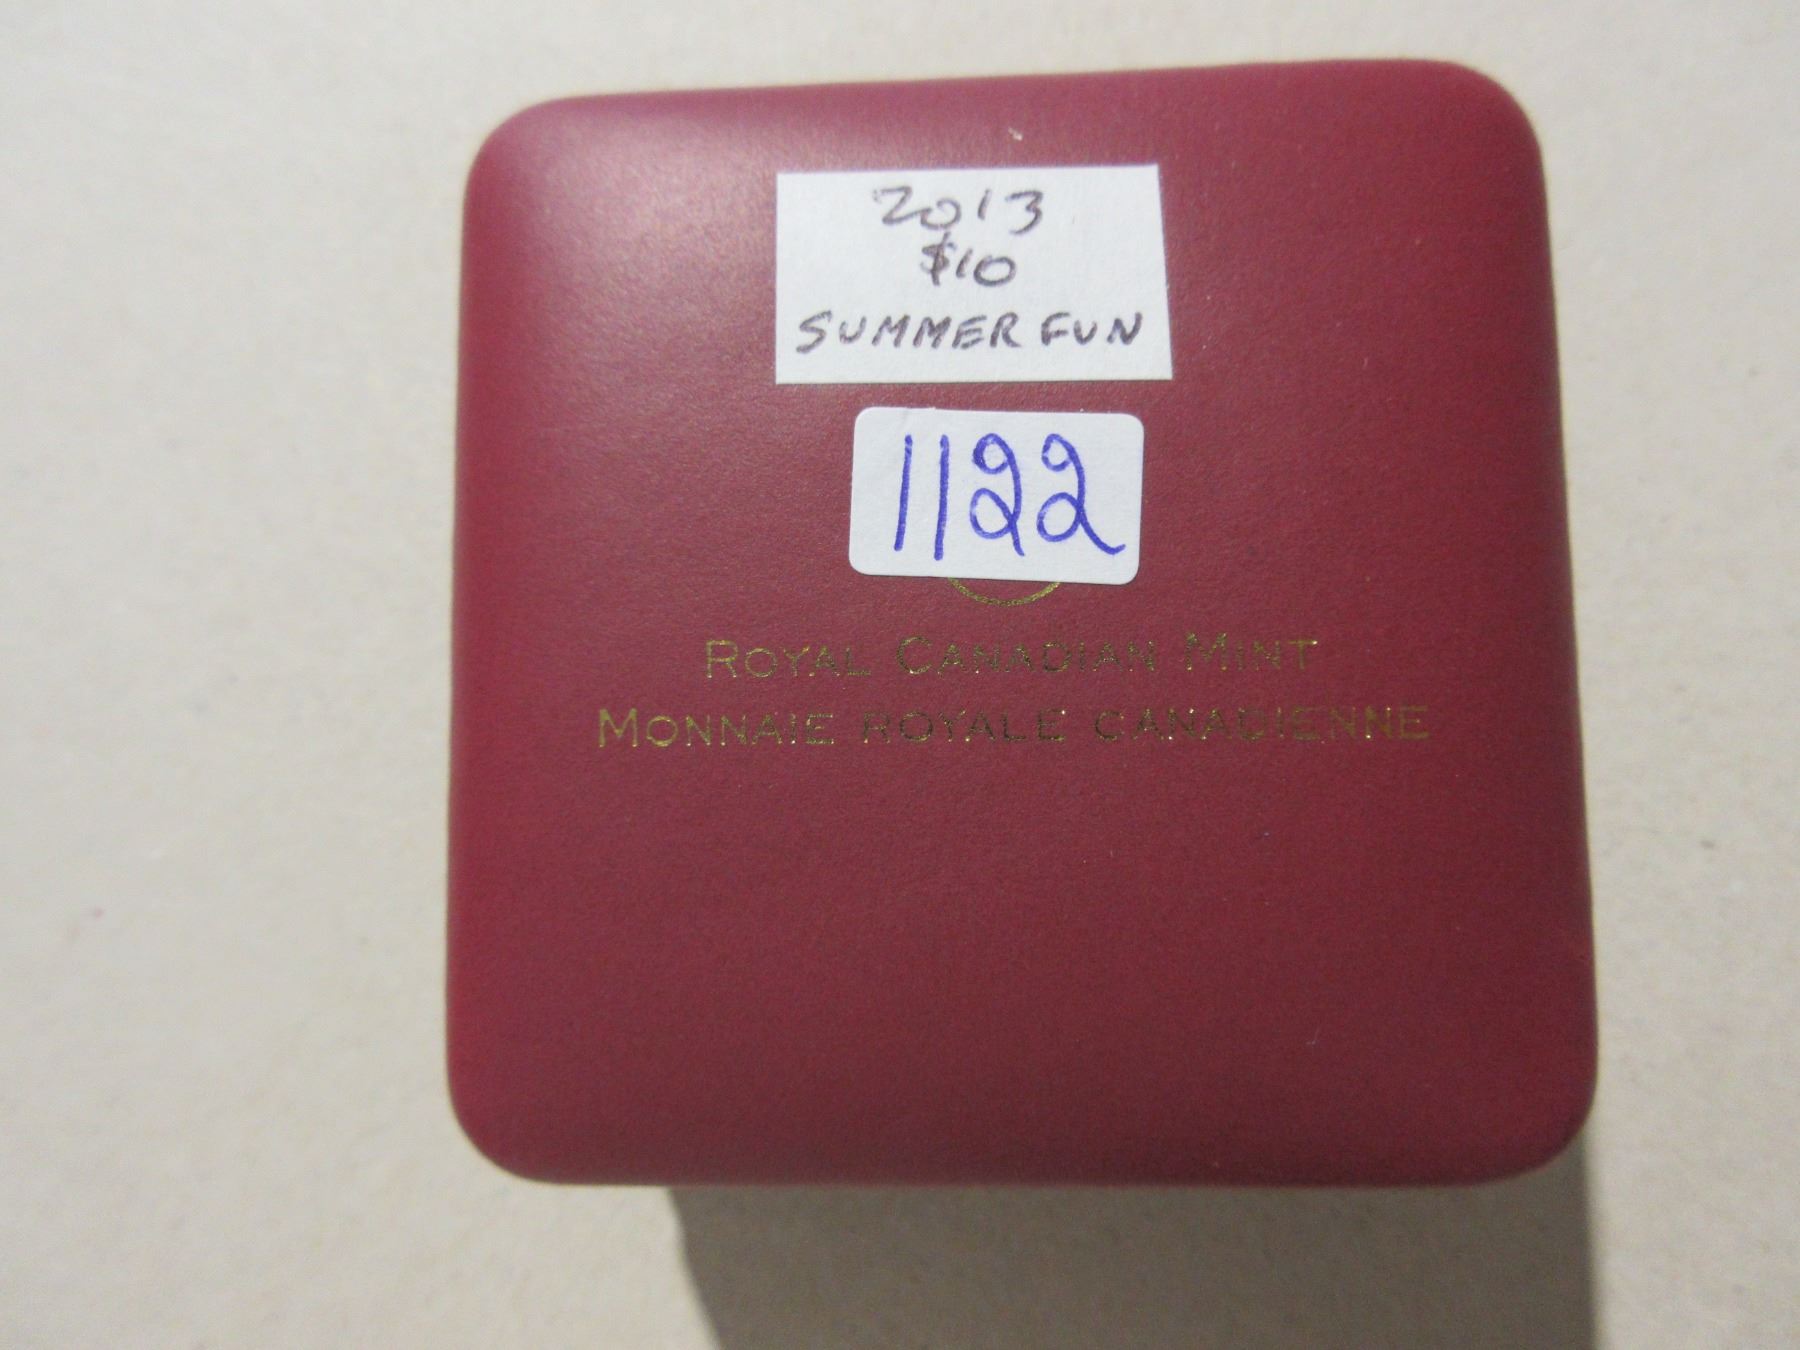 2013
$10
SUMMER FUN
1122
ROYAL CANADIAN MINT
MONNAIE ROYALE CANADIENNE